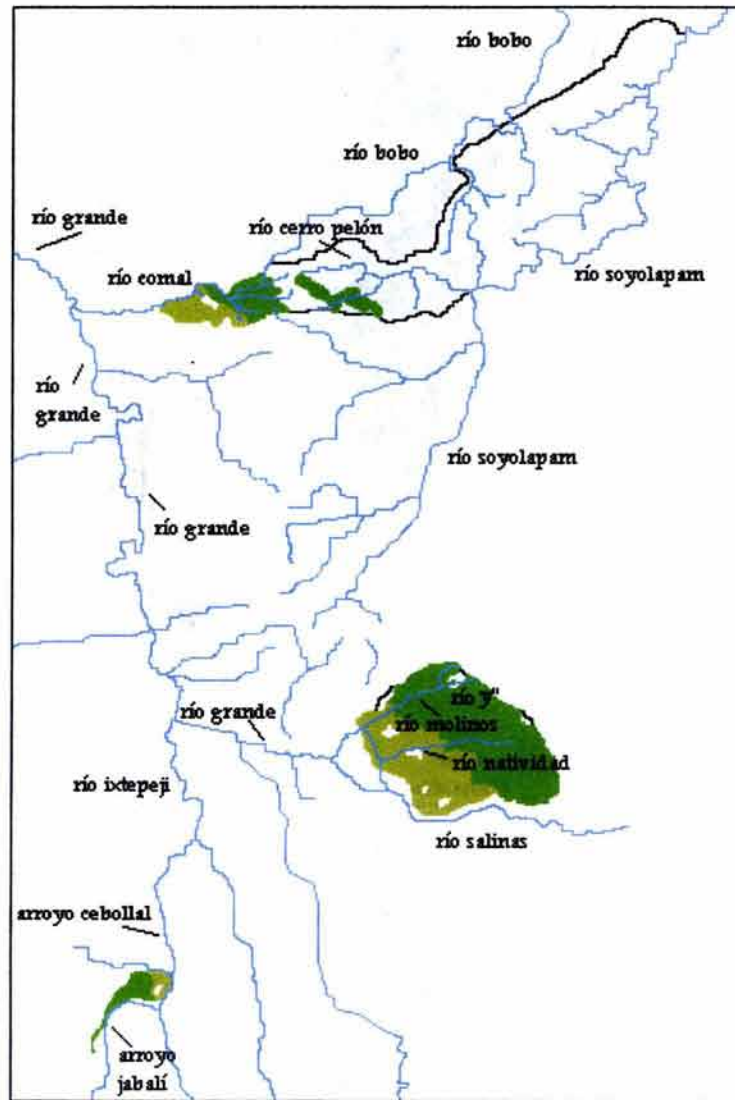 río bobo
río bobo
río grande
río cerro pelón
río comal
río soyolapam
río
grande
río soyolapam
río grande
río y"
río grande
río molinos
río natividad
río ixtepeji
río salinas
arroyo cebollal
arroyo
jabalí